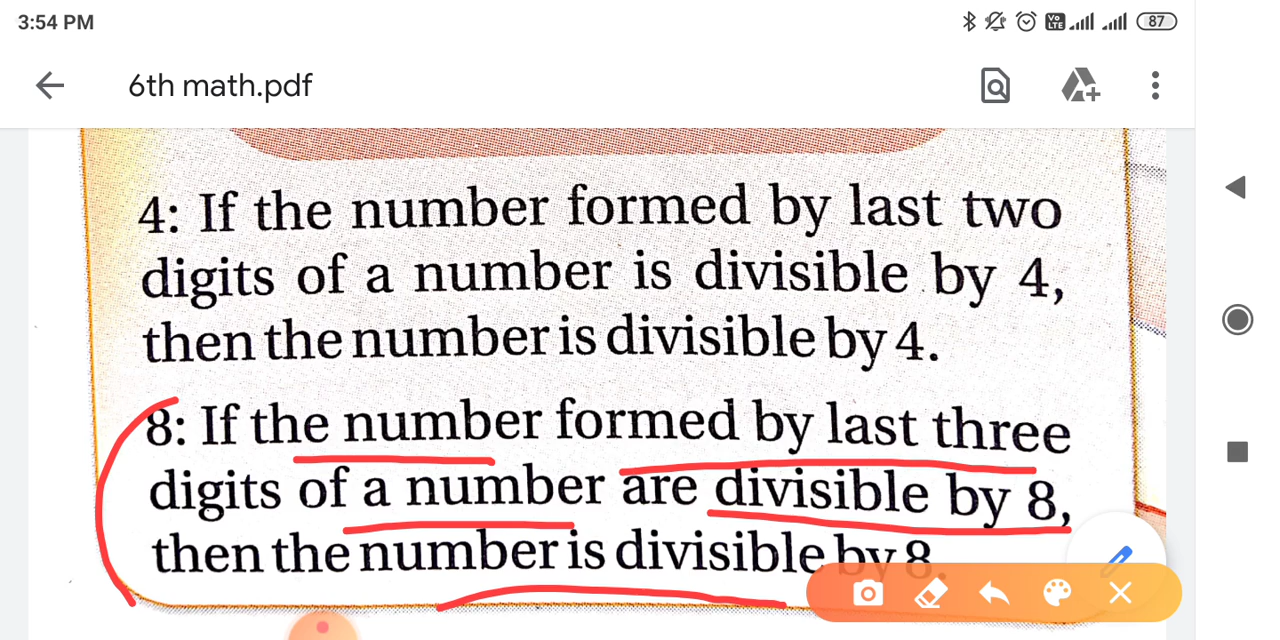 3:54 PM
Vo LTE 87
6th math.pdf
4: If the number formed by last two
digits of a number is divisible by 4,
then the number is divisible by 4.
8: If the number formed by last three
digits of a number are divisible by 8,
then the number is divisible by 8.